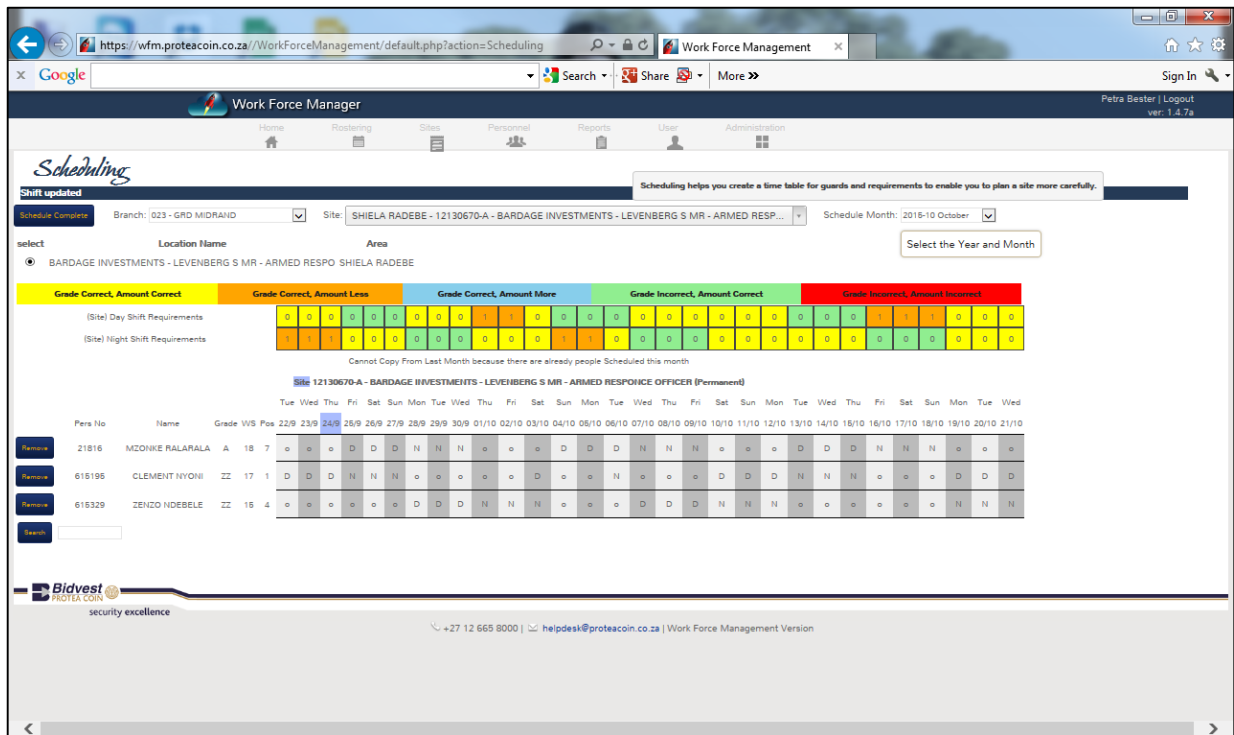 https://wfm.proteacoin.co.za//WorkForceManagement/default.php?action=Scheduling Work Force Management
Google Search Share More >> Sign In
Work Force Manager
Petra Bester | Logout
ver: 1.4.7a
Home Rostering Sites Personnel Reports User Administration
Scheduling
Scheduling helps you create a time table for guards and requirements to enable you to plan a site more carefully.
Shift updated
Schedule Complete Branch: 023 - GRD MIDRAND Site: SHIELA RADEBE - 12130670-A - BARDAGE INVESTMENTS - LEVENBERG S MR - ARMED RESP... Schedule Month: 2015-10 October
select Location Name Area
Select the Year and Month
BARDAGE INVESTMENTS - LEVENBERG S MR - ARMED RESPO SHIELA RADEBE
Grade Correct, Amount Correct Grade Correct, Amount Less Grade Correct, Amount More Grade Incorrect, Amount Correct Grade Incorrect, Amount Incorrect
(Site) Day Shift Requirements 0 0 0 0 0 0 0 0 0 1 1 0 0 0 0 0 0 0 0 0 0 0 0 0 1 1 1 0 0 0
(Site) Night Shift Requirements 1 1 1 0 0 0 0 0 0 0 0 0 1 1 0 0 0 0 0 0 0 0 0 0 0 0 0 0 0 0
Cannot Copy From Last Month because there are already people Scheduled this month
Site 12130670-A - BARDAGE INVESTMENTS - LEVENBERG S MR - ARMED RESPONCE OFFICER (Permanent)
Tue Wed Thu Fri Sat Sun Mon Tue Wed Thu Fri Sat Sun Mon Tue Wed Thu Fri Sat Sun Mon Tue Wed Thu Fri Sat Sun Mon Tue Wed
Pers No Name Grade WS Pos 22/9 23/9 24/9 25/9 26/9 27/9 28/9 29/9 30/9 01/10 02/10 03/10 04/10 05/10 06/10 07/10 08/10 09/10 10/10 11/10 12/10 13/10 14/10 15/10 16/10 17/10 18/10 19/10 20/10 21/10
Remove 21816 MZONKE RALARALA A 18 7 o o o D D D N N N o o o D D D N N N o o o D D D N N N o o o
Remove 615195 CLEMENT NYONI ZZ 17 1 D D D N N N o o o o o D o o N o o o D D D N N N o o o D D D
Remove 615329 ZENZO NDEBELE ZZ 15 4 o o o o o o D D D N N N o o o D D D N N N o o o o o o N N N
Search
Bidvest
PROTEA COIN
security excellence
+27 12 665 8000 | helpdesk@proteacoin.co.za | Work Force Management Version